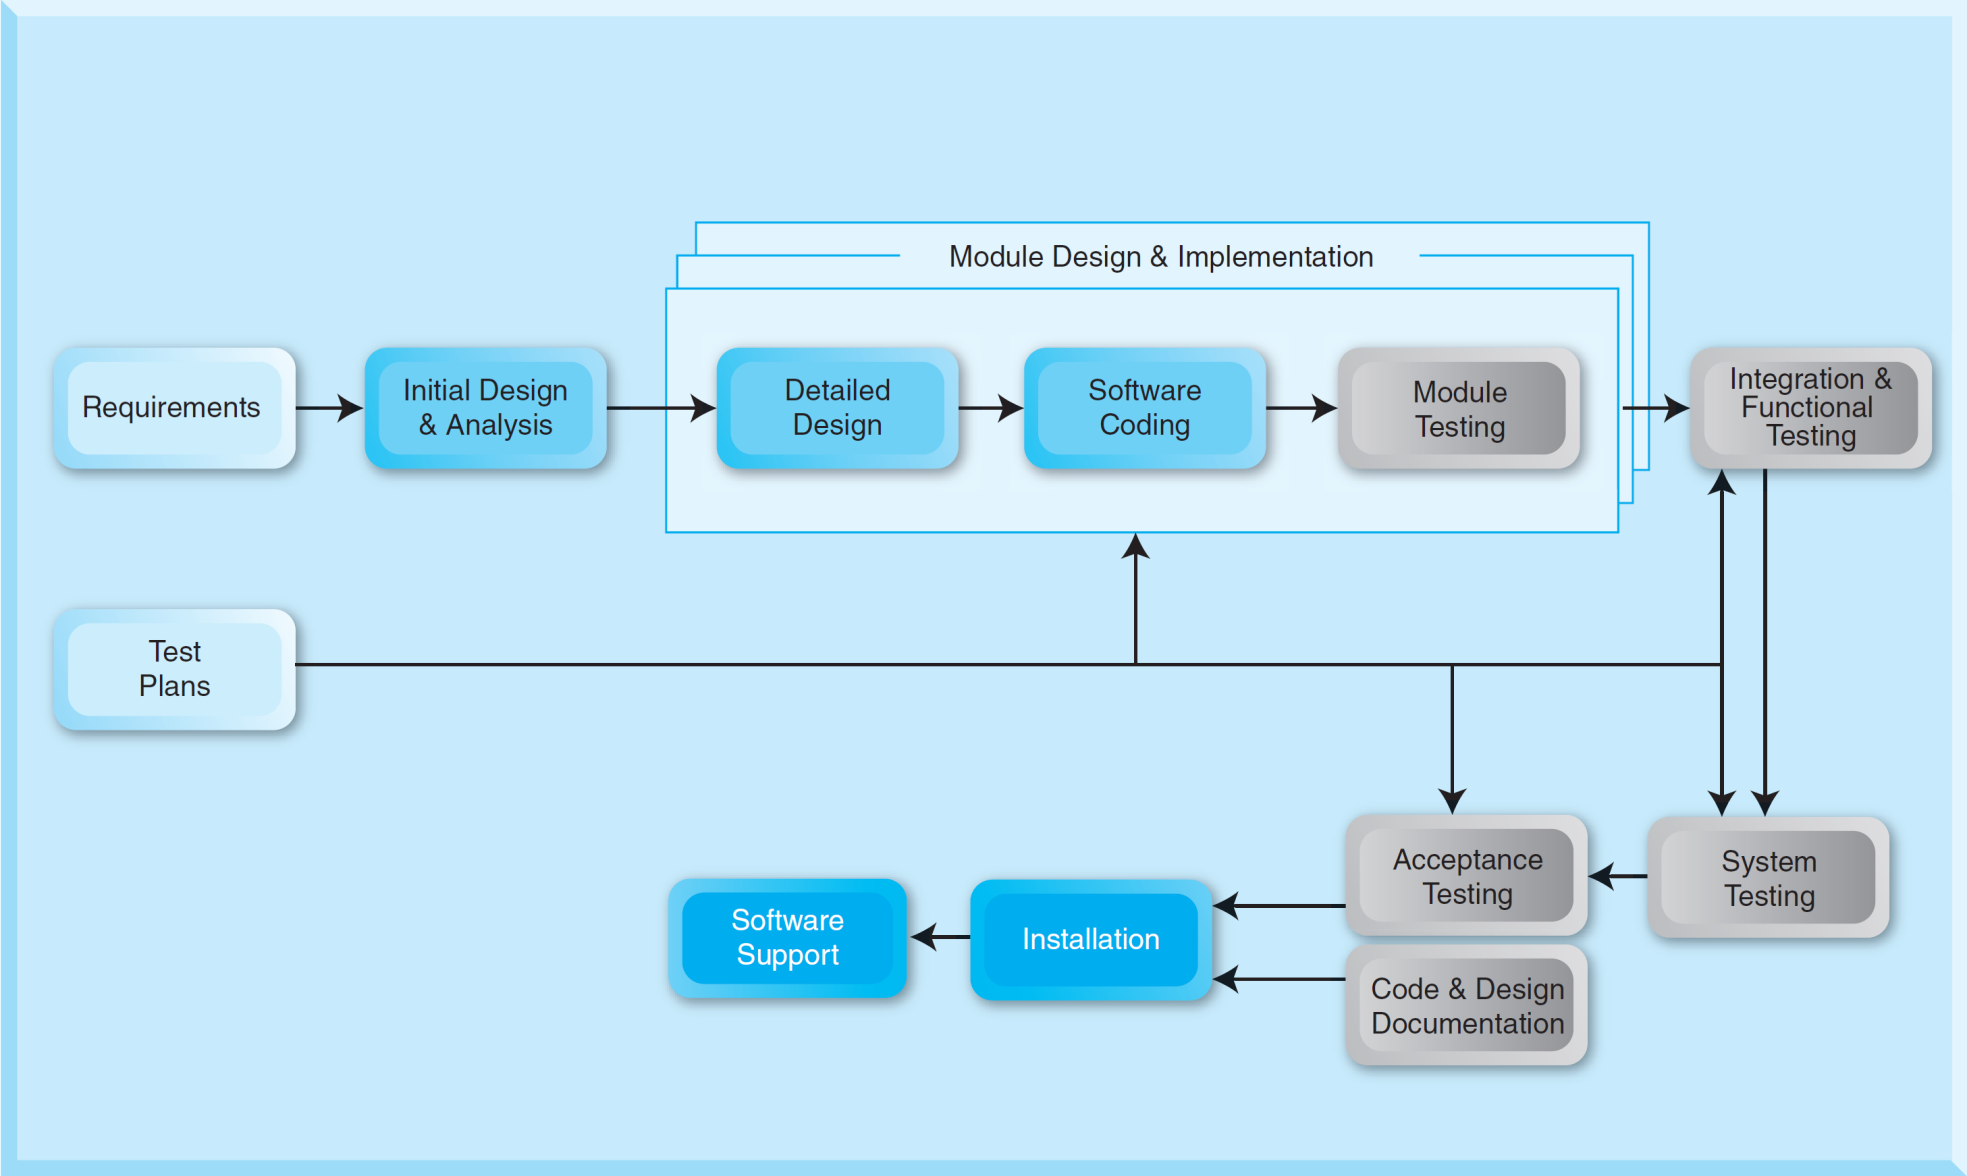 Module Design & Implementation
Requirements
Initial Design
& Analysis
Detailed
Design
Software
Coding
Module
Testing
Integration &
Functional
Testing
Test
Plans
Acceptance
Testing
System
Testing
Software
Support
Installation
Code & Design
Documentation